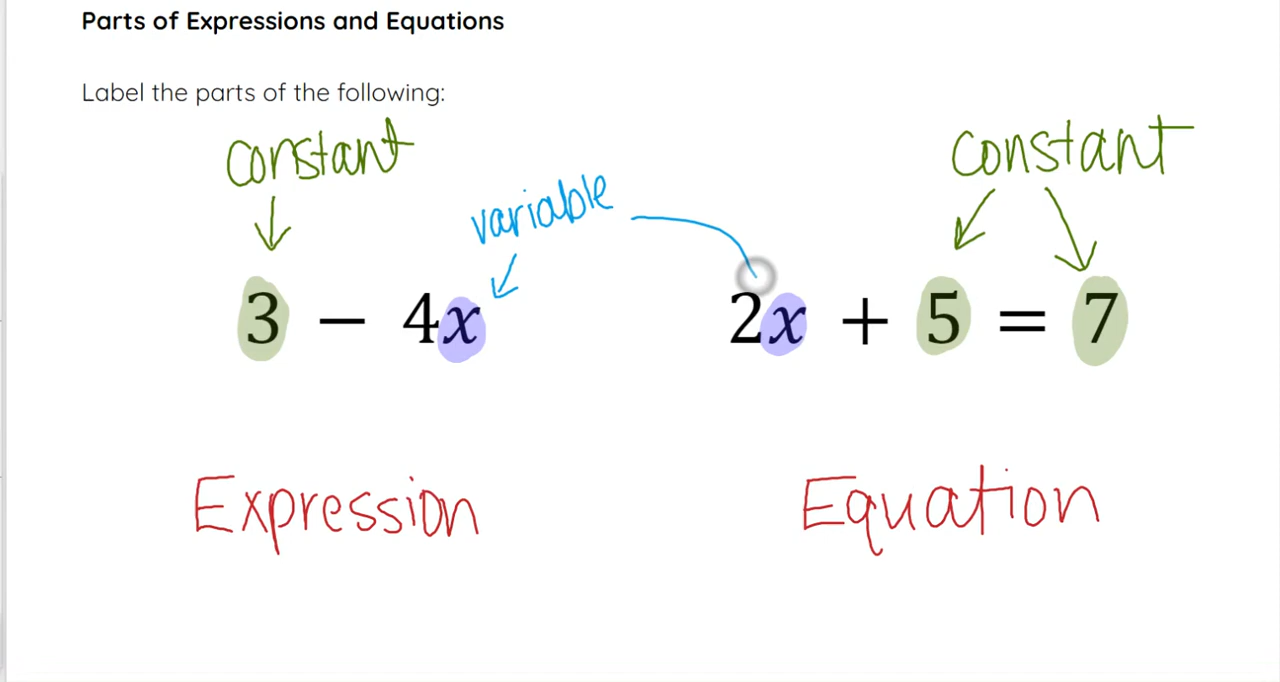 Parts of Expressions and Equations
Label the parts of the following:
constant constant
variable
3 − 4x 2x + 5 = 7
Expression Equation